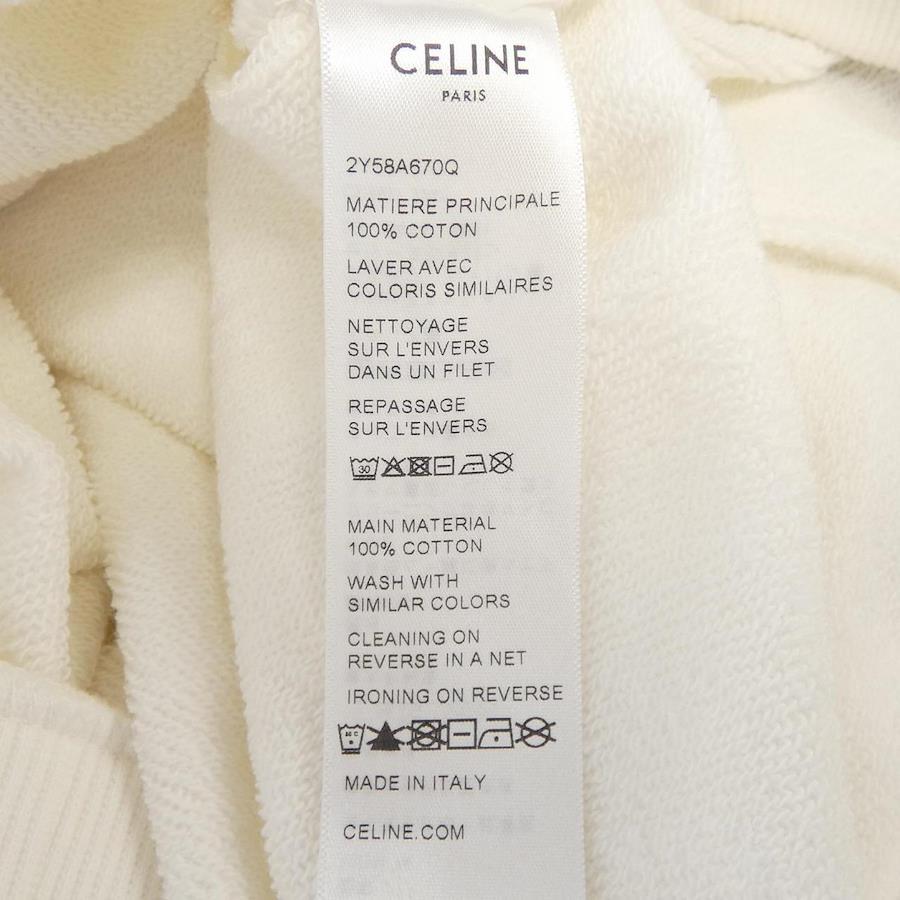 CELINE
PARIS
2Y58A670Q
MATIERE PRINCIPALE
100% COTON
LAVER AVEC
COLORIS SIMILAIRES
NETTOYAGE
SUR L'ENVERS
DANS UN FILET
REPASSAGE
SUR L'ENVERS
30
MAIN MATERIAL
100% COTTON
WASH WITH
SIMILAR COLORS
CLEANING ON
REVERSE IN A NET
IRONING ON REVERSE
MADE IN ITALY
CELINE.COM